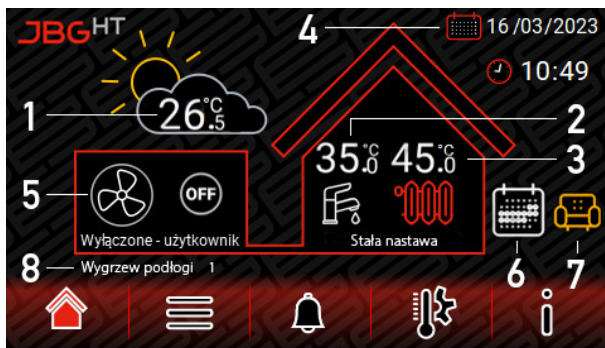 JBG HT
4
16/03/2023
10:49
1
26.5 °C
2
35.0 °C 45.0 °C
3
5
OFF
Wyłączone - użytkownik
Stała nastawa
8
Wygrzew podłogi 1
6
7